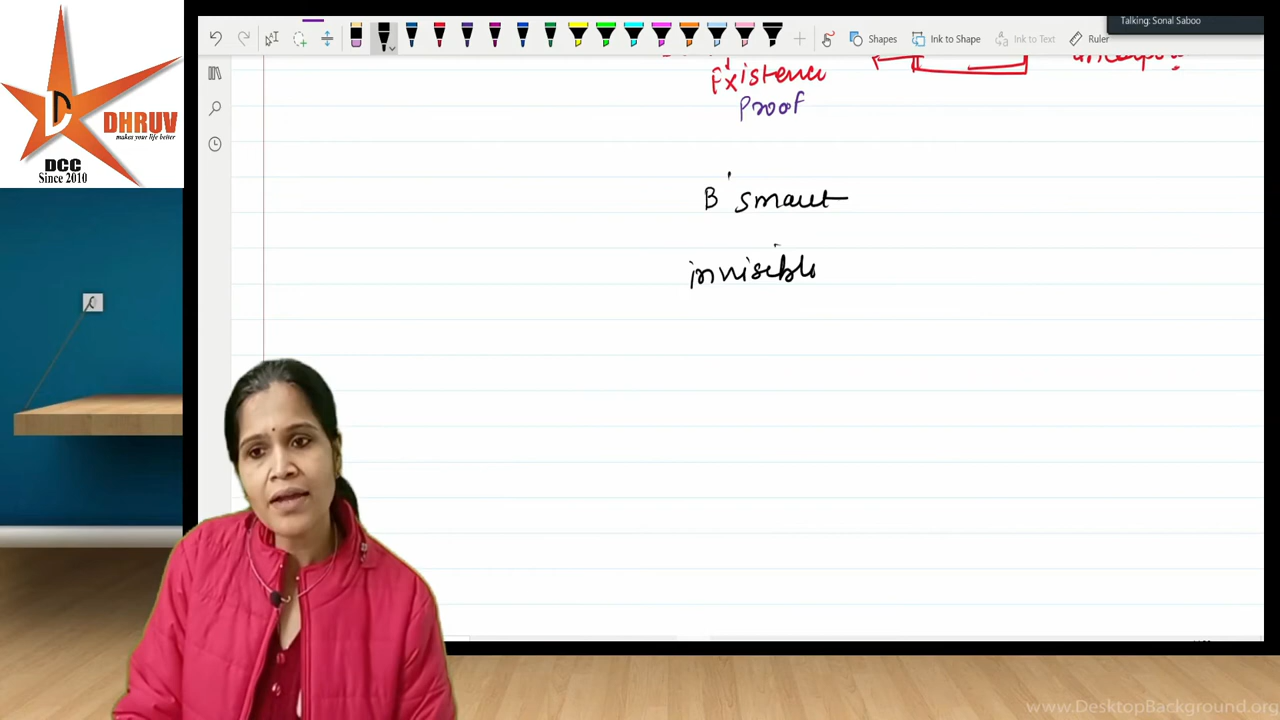 Talking: Sonal Saboo
Shapes
Ink to Shape
Ink to Text
Ruler
Existence
Proof
B' smart
invisible
D
DHRUV
makes your life better
DCC
Since 2010
www.DesktopBackground.org